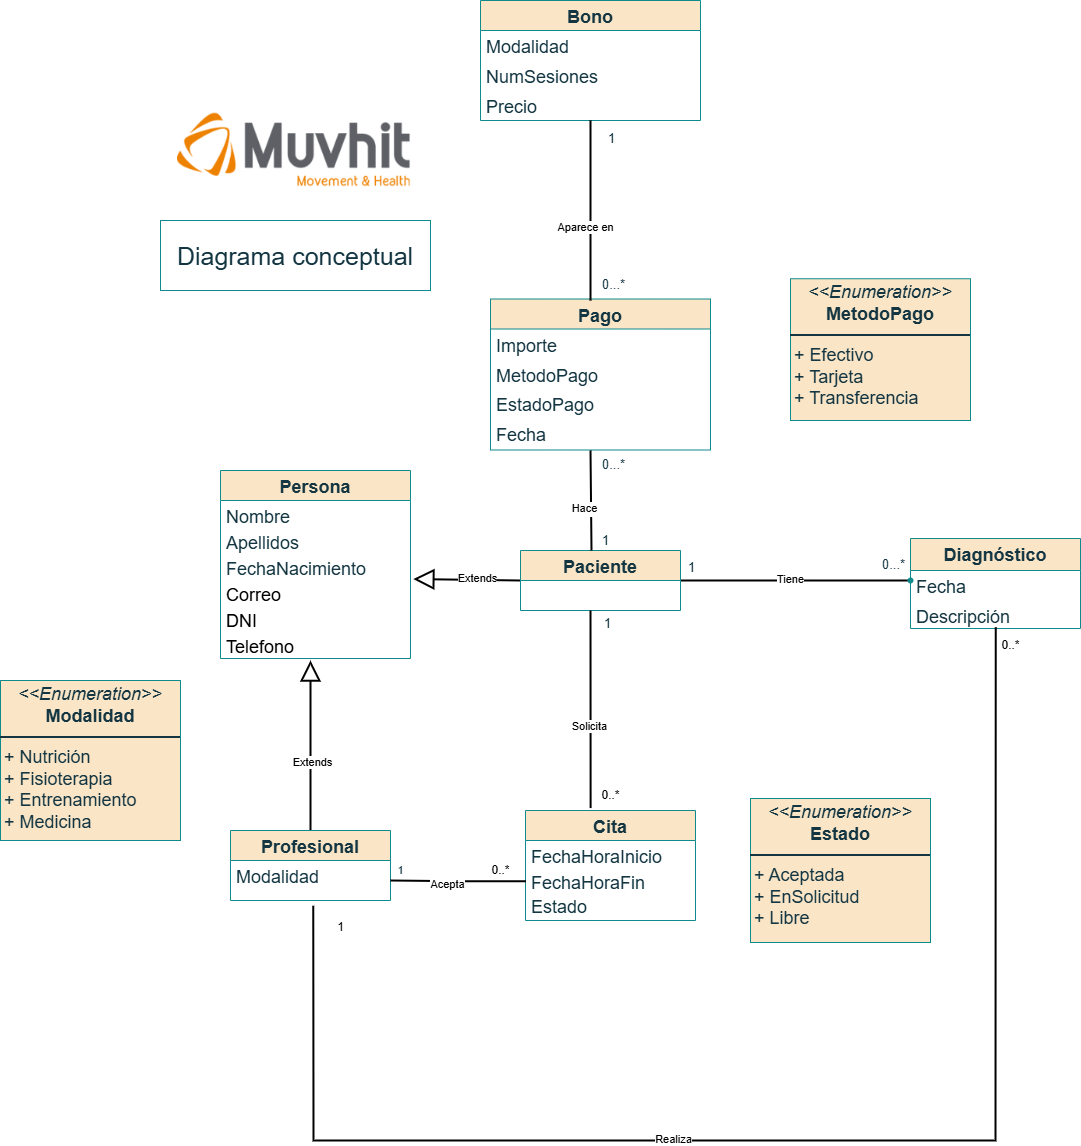 Bono
Modalidad
NumSesiones
Precio
1
Muvhit
Movement & Health
Diagrama conceptual
Aparece en
0...*
Pago
Importe
MetodoPago
EstadoPago
Fecha
<<Enumeration>>
MetodoPago
+ Efectivo
+ Tarjeta
+ Transferencia
0...*
Hace
1
Persona
Nombre
Apellidos
FechaNacimiento
Correo
DNI
Telefono
Extends
Paciente
1
Tiene
0...*
Diagnóstico
Fecha
Descripción
0..*
1
<<Enumeration>>
Modalidad
+ Nutrición
+ Fisioterapia
+ Entrenamiento
+ Medicina
Extends
Solicita
0..*
Profesional
Modalidad
1
Acepta
0..*
Cita
FechaHoraInicio
FechaHoraFin
Estado
<<Enumeration>>
Estado
+ Aceptada
+ EnSolicitud
+ Libre
1
Realiza